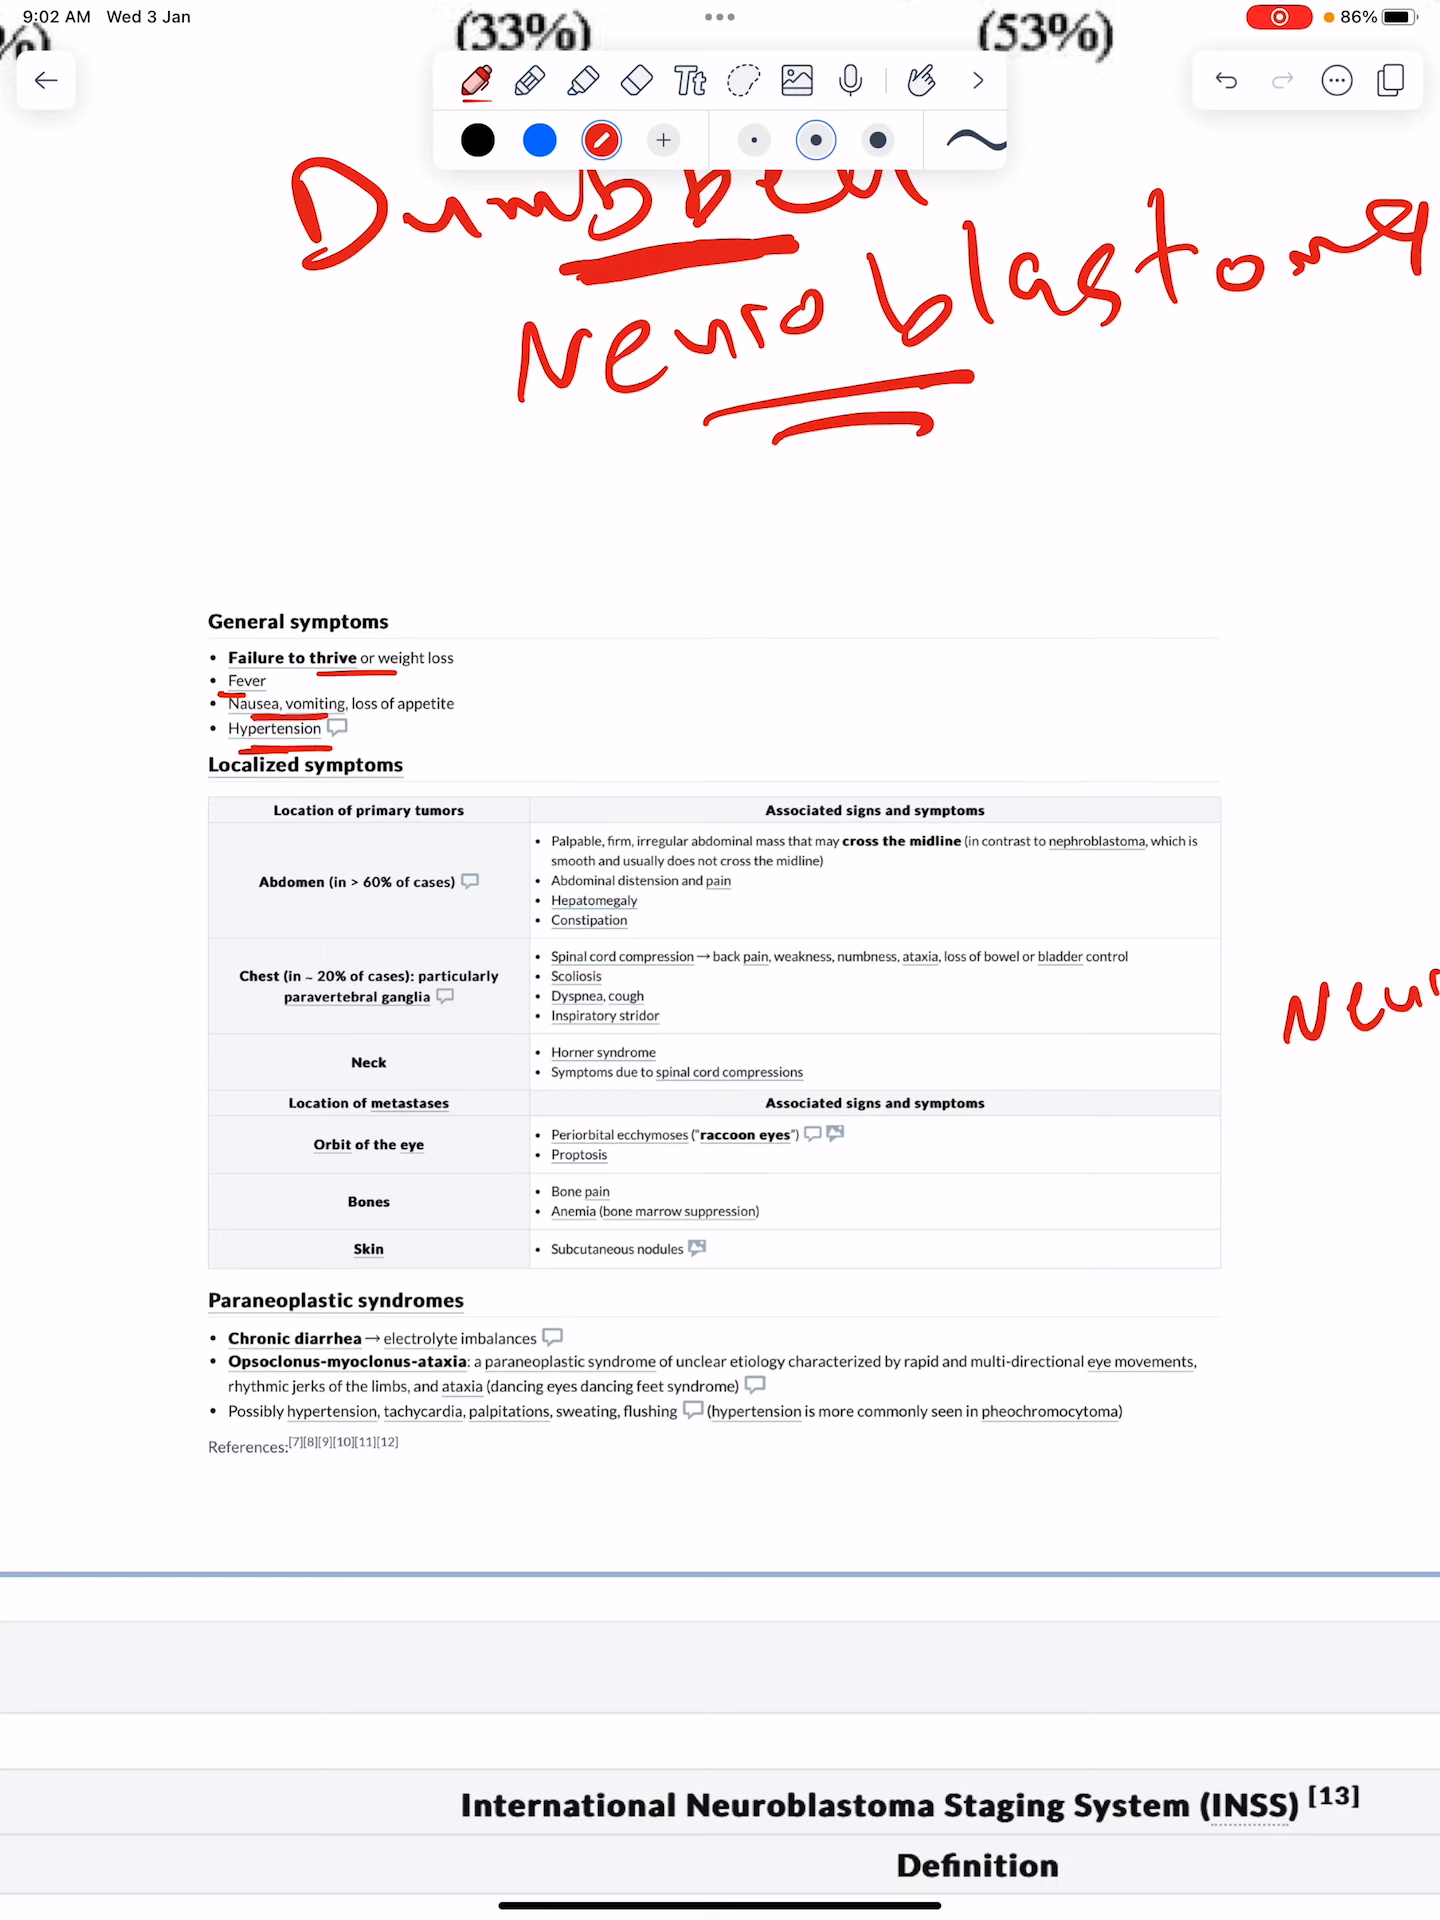 9:02 AM Wed 3 Jan
86%
(33%)
(53%)
Tt
Dumbbell
Neuroblastoma
General symptoms
• Failure to thrive or weight loss
• Fever
• Nausea, vomiting, loss of appetite
• Hypertension
Localized symptoms
Location of primary tumors
Associated signs and symptoms
Abdomen (in > 60% of cases)
• Palpable, firm, irregular abdominal mass that may cross the midline (in contrast to nephroblastoma, which is
smooth and usually does not cross the midline)
• Abdominal distension and pain
• Hepatomegaly
• Constipation
Chest (in ~ 20% of cases): particularly
paravertebral ganglia
• Spinal cord compression → back pain, weakness, numbness, ataxia, loss of bowel or bladder control
• Scoliosis
• Dyspnea, cough
• Inspiratory stridor
Neur
Neck
• Horner syndrome
• Symptoms due to spinal cord compressions
Location of metastases
Associated signs and symptoms
Orbit of the eye
• Periorbital ecchymoses (“raccoon eyes”)
• Proptosis
Bones
• Bone pain
• Anemia (bone marrow suppression)
Skin
• Subcutaneous nodules
Paraneoplastic syndromes
• Chronic diarrhea → electrolyte imbalances
• Opsoclonus-myoclonus-ataxia: a paraneoplastic syndrome of unclear etiology characterized by rapid and multi-directional eye movements,
rhythmic jerks of the limbs, and ataxia (dancing eyes dancing feet syndrome)
• Possibly hypertension, tachycardia, palpitations, sweating, flushing (hypertension is more commonly seen in pheochromocytoma)
References:[7][8][9][10][11][12]
International Neuroblastoma Staging System (INSS) [13]
Definition